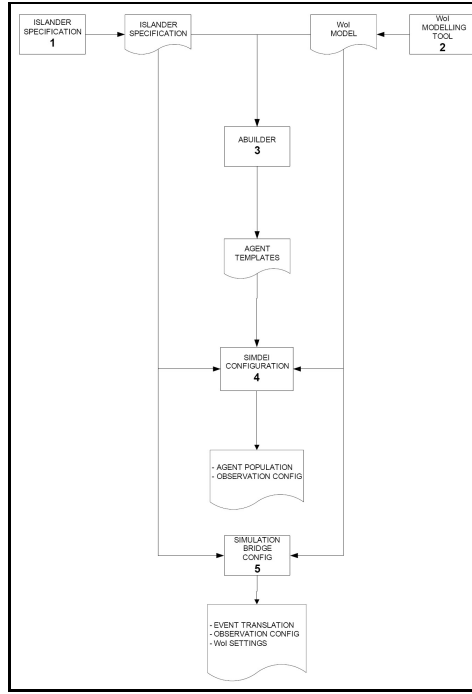 ISLANDER
SPECIFICATION
1
ISLANDER
SPECIFICATION
WoI
MODEL
WoI
MODELLING
TOOL
2
ABUILDER
3
AGENT
TEMPLATES
SIMDEI
CONFIGURATION
4
- AGENT POPULATION
- OBSERVATION CONFIG
SIMULATION
BRIDGE
CONFIG
5
- EVENT TRANSLATION
- OBSERVATION CONFIG
- WoI SETTINGS